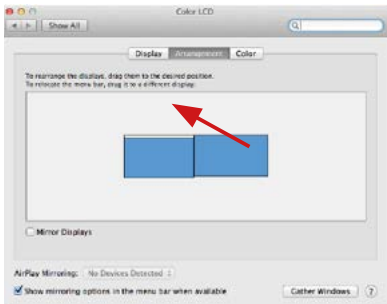 Color LCD
Show All
Display Arrangement Color
To rearrange the displays, drag them to the desired position.
To relocate the menu bar, drag it to a different display.
Mirror Displays
AirPlay Mirroring: No Devices Detected
Show mirroring options in the menu bar when available
Gather Windows ?